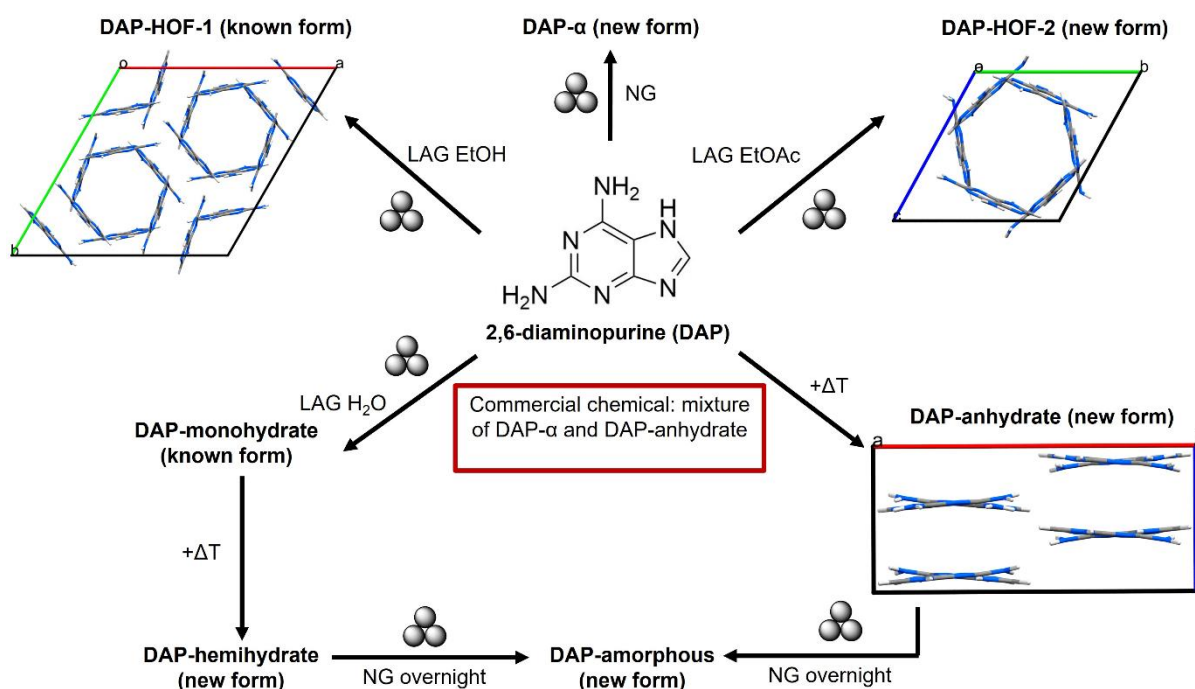 DAP-HOF-1 (known form)
DAP-α (new form)
DAP-HOF-2 (new form)
o
a
b
NG
LAG EtOH
LAG EtOAc
o
b
c
NH2
H
N
N
N
N
H2N
2,6-diaminopurine (DAP)
LAG H2O
+ΔT
Commercial chemical: mixture
of DAP-α and DAP-anhydrate
DAP-monohydrate
(known form)
DAP-anhydrate (new form)
a
+ΔT
DAP-hemihydrate
(new form)
NG overnight
DAP-amorphous
(new form)
NG overnight